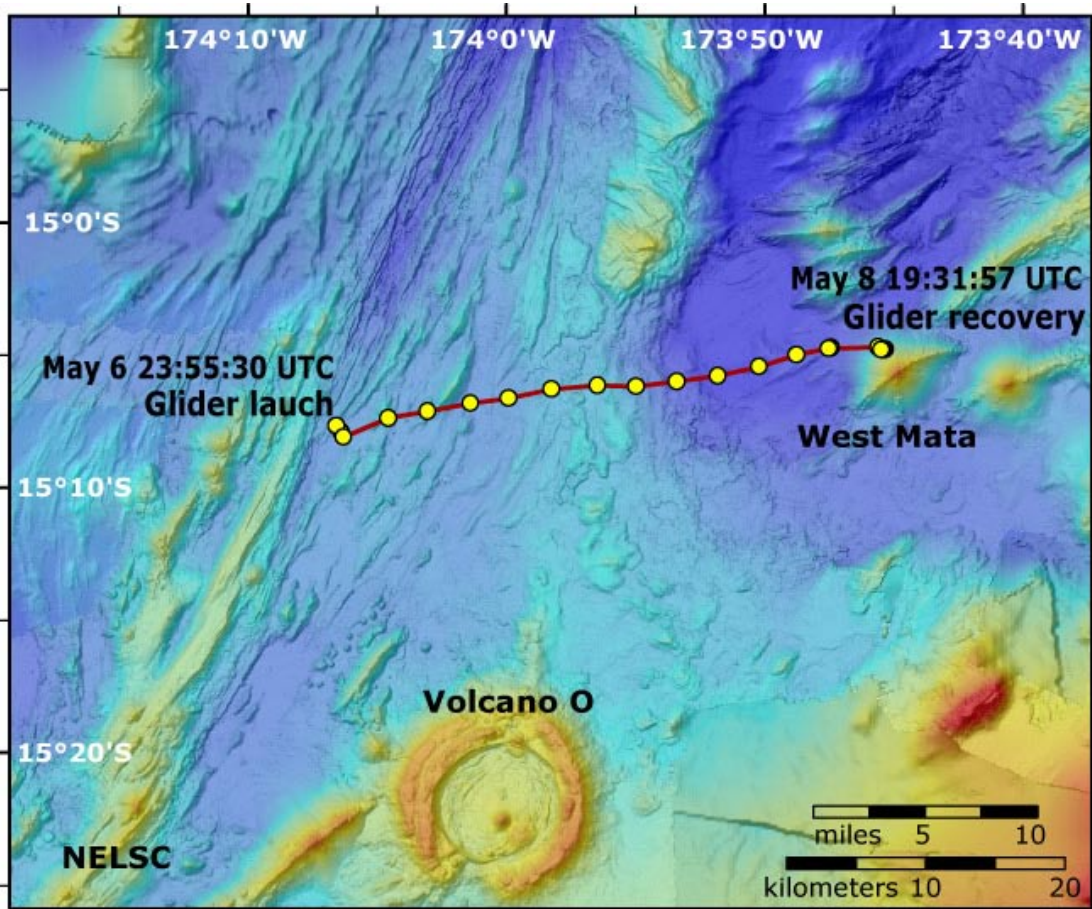 174°10'W 174°0'W 173°50'W 173°40'W
15°0'S
May 8 19:31:57 UTC
Glider recovery
May 6 23:55:30 UTC
Glider lauch
West Mata
15°10'S
Volcano O
15°20'S
miles 5 10
NELSC
kilometers 10 20